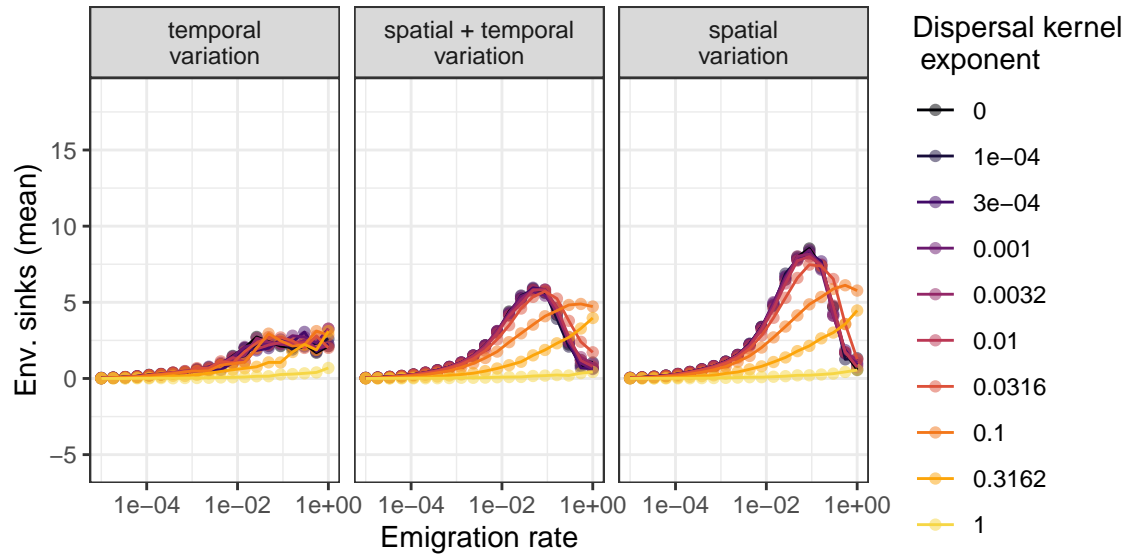 temporal
variation
spatial + temporal
variation
spatial
variation
Env. sinks (mean)
15
10
5
0
−5
1e−04
1e−02
1e+00
1e−04
1e−02
1e+00
1e−04
1e−02
1e+00
Emigration rate
Dispersal kernel
exponent
0
1e−04
3e−04
0.001
0.0032
0.01
0.0316
0.1
0.3162
1